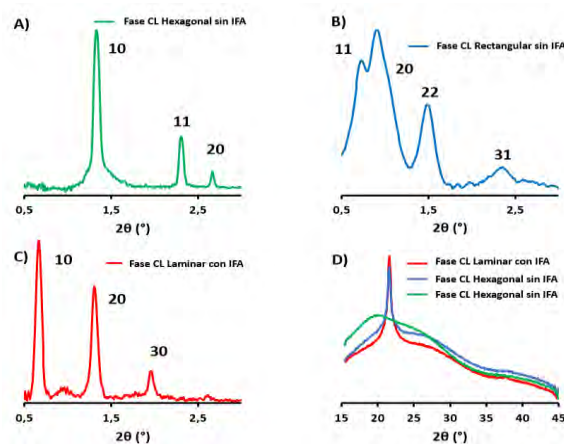 A)
Fase CL Hexagonal sin IFA
10
11
20
0,5 1,5 2,5
2θ (°)
B)
Fase CL Rectangular sin IFA
11
20
22
31
0,5 1,5 2,5
2θ (°)
C)
Fase CL Laminar con IFA
10
20
30
0,5 1,5 2,5
2θ (°)
D)
Fase CL Laminar con IFA
Fase CL Hexagonal sin IFA
Fase CL Hexagonal sin IFA
15 20 25 30 35 40 45
2θ (°)